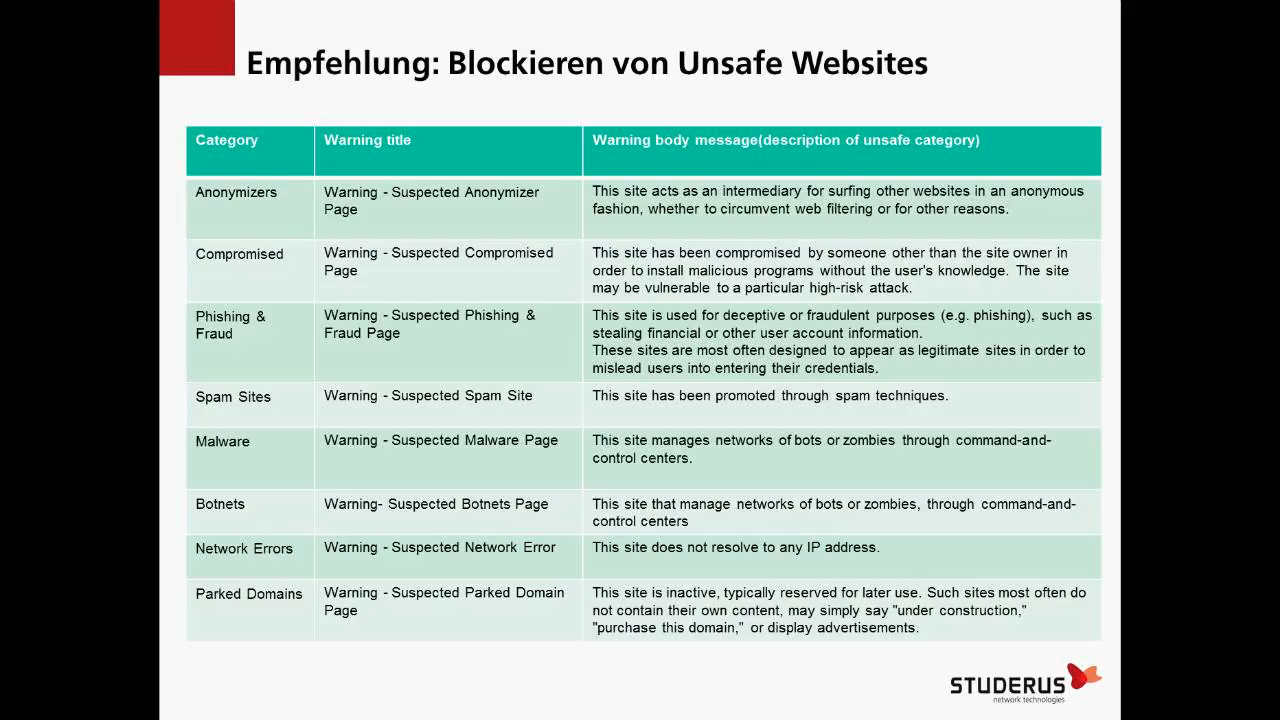 Empfehlung: Blockieren von Unsafe Websites
Category
Warning title
Warning body message(description of unsafe category)
Anonymizers
Warning - Suspected Anonymizer
Page
This site acts as an intermediary for surfing other websites in an anonymous
fashion, whether to circumvent web filtering or for other reasons.
Compromised
Warning - Suspected Compromised
Page
This site has been compromised by someone other than the site owner in
order to install malicious programs without the user's knowledge. The site
may be vulnerable to a particular high-risk attack.
Phishing &
Fraud
Warning - Suspected Phishing &
Fraud Page
This site is used for deceptive or fraudulent purposes (e.g. phishing), such as
stealing financial or other user account information.
These sites are most often designed to appear as legitimate sites in order to
mislead users into entering their credentials.
Spam Sites
Warning - Suspected Spam Site
This site has been promoted through spam techniques.
Malware
Warning - Suspected Malware Page
This site manages networks of bots or zombies through command-and-
control centers.
Botnets
Warning- Suspected Botnets Page
This site that manage networks of bots or zombies, through command-and-
control centers
Network Errors
Warning - Suspected Network Error
This site does not resolve to any IP address.
Parked Domains
Warning - Suspected Parked Domain
Page
This site is inactive, typically reserved for later use. Such sites most often do
not contain their own content, may simply say "under construction,"
"purchase this domain," or display advertisements.
STUDERUS
network technologies